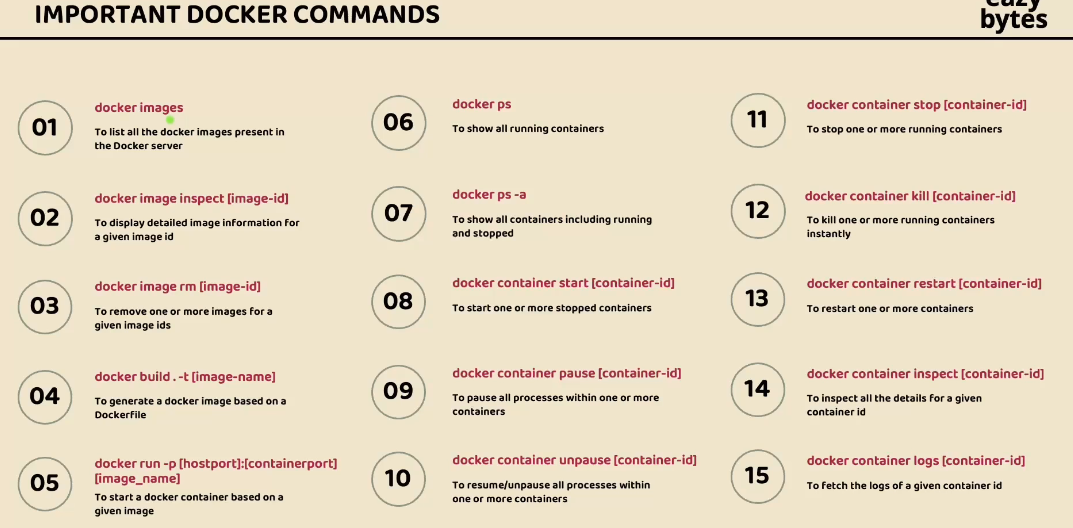 IMPORTANT DOCKER COMMANDS
eazy
bytes
01
docker images
To list all the docker images present in
the Docker server
02
docker image inspect [image-id]
To display detailed image information for
a given image id
03
docker image rm [image-id]
To remove one or more images for a
given image ids
04
docker build . -t [image-name]
To generate a docker image based on a
Dockerfile
05
docker run -p [hostport]:[containerport]
[image_name]
To start a docker container based on a
given image
06
docker ps
To show all running containers
07
docker ps -a
To show all containers including running
and stopped
08
docker container start [container-id]
To start one or more stopped containers
09
docker container pause [container-id]
To pause all processes within one or more
containers
10
docker container unpause [container-id]
To resume/unpause all processes within
one or more containers
11
docker container stop [container-id]
To stop one or more running containers
12
docker container kill [container-id]
To kill one or more running containers
instantly
13
docker container restart [container-id]
To restart one or more containers
14
docker container inspect [container-id]
To inspect all the details for a given
container id
15
docker container logs [container-id]
To fetch the logs of a given container id